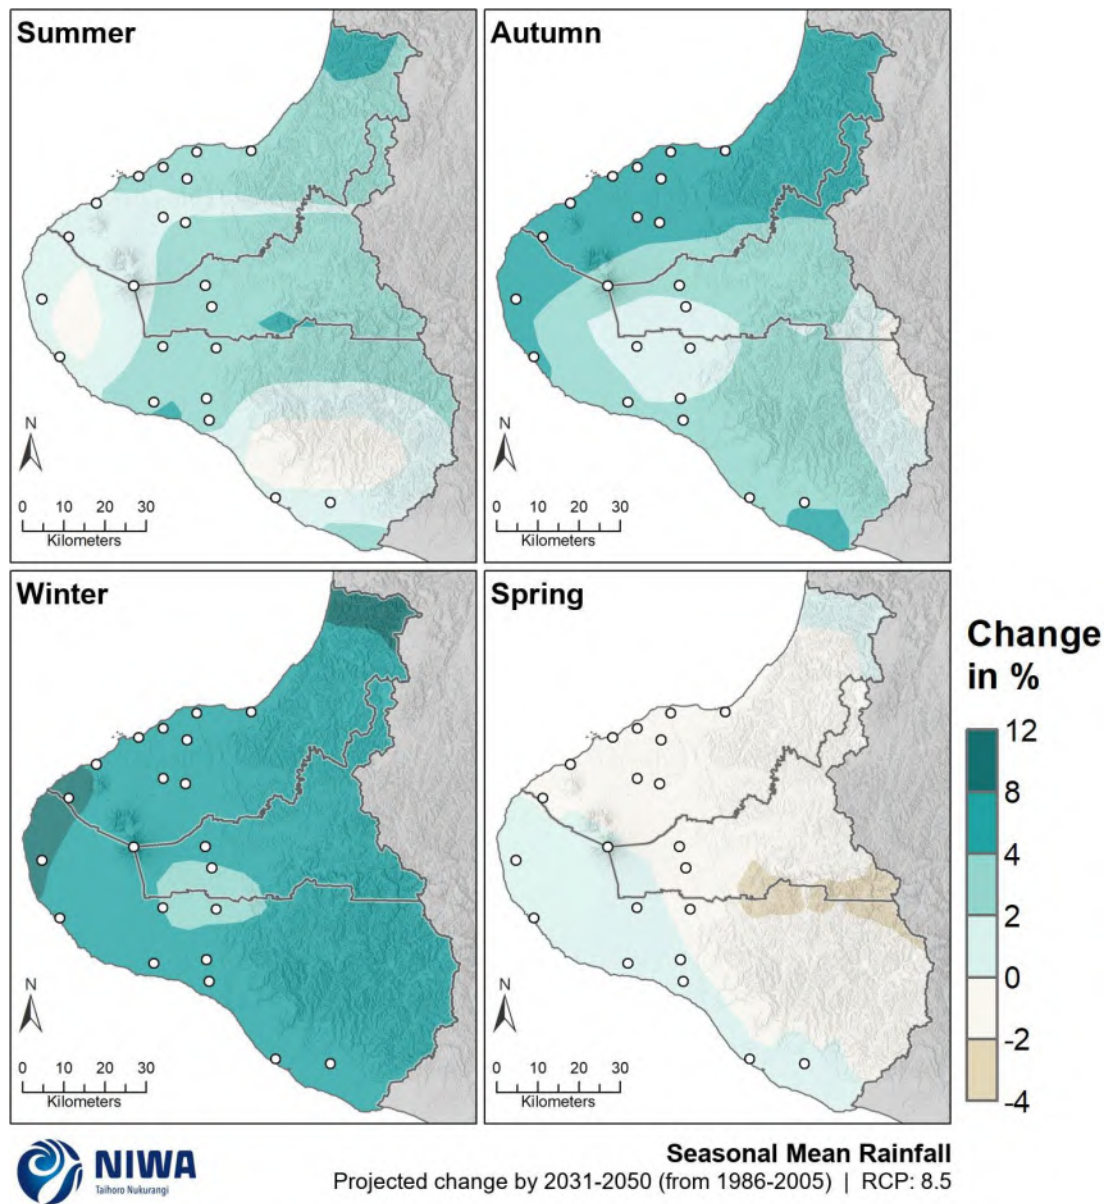 Summer
N
0 10 20 30
Kilometers
Autumn
N
0 10 20 30
Kilometers
Winter
N
0 10 20 30
Kilometers
Spring
N
0 10 20 30
Kilometers
Change
in %
12
8
4
2
0
-2
-4
NIWA
Taihoro Nukurangi
Seasonal Mean Rainfall
Projected change by 2031-2050 (from 1986-2005) | RCP: 8.5